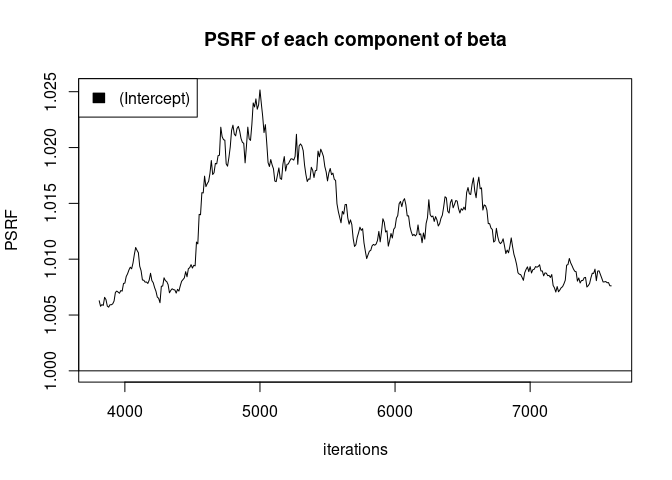 PSRF of each component of beta
(Intercept)
PSRF
1.025
1.020
1.015
1.010
1.005
1.000
4000 5000 6000 7000
iterations